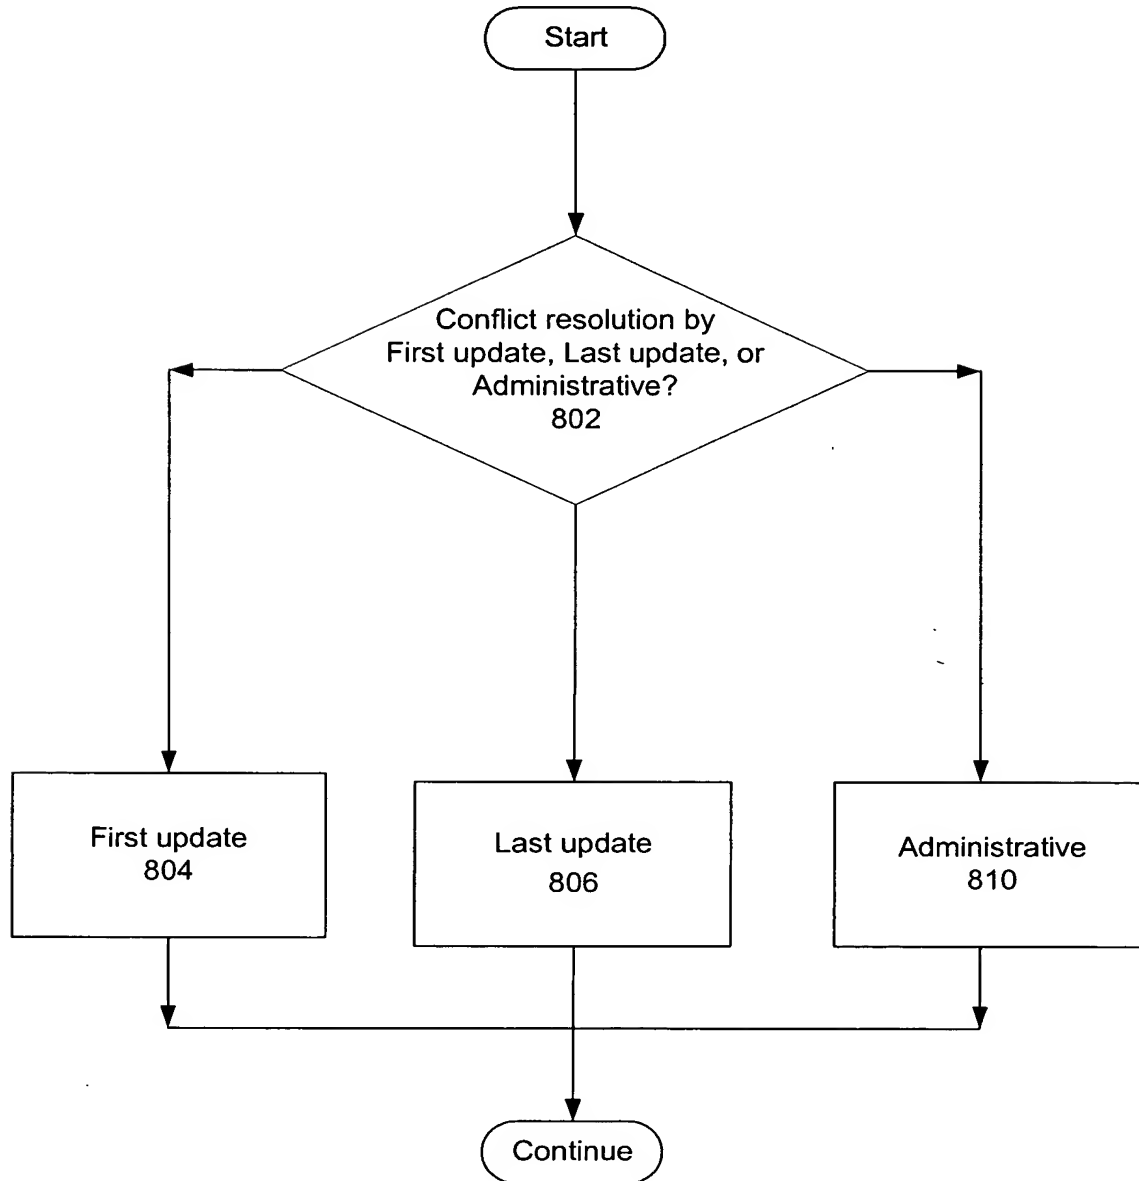 Start
Conflict resolution by
First update, Last update, or
Administrative?
802
First update
804
Last update
806
Administrative
810
Continue